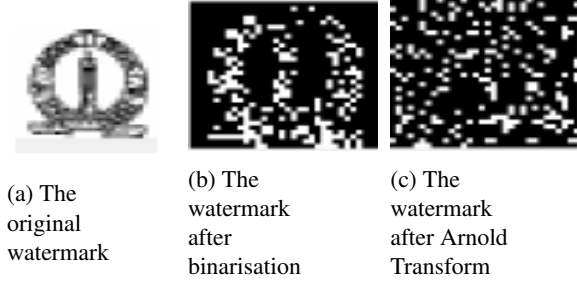 (a) The
original
watermark
(b) The
watermark
after
binarisation
(c) The
watermark
after Arnold
Transform